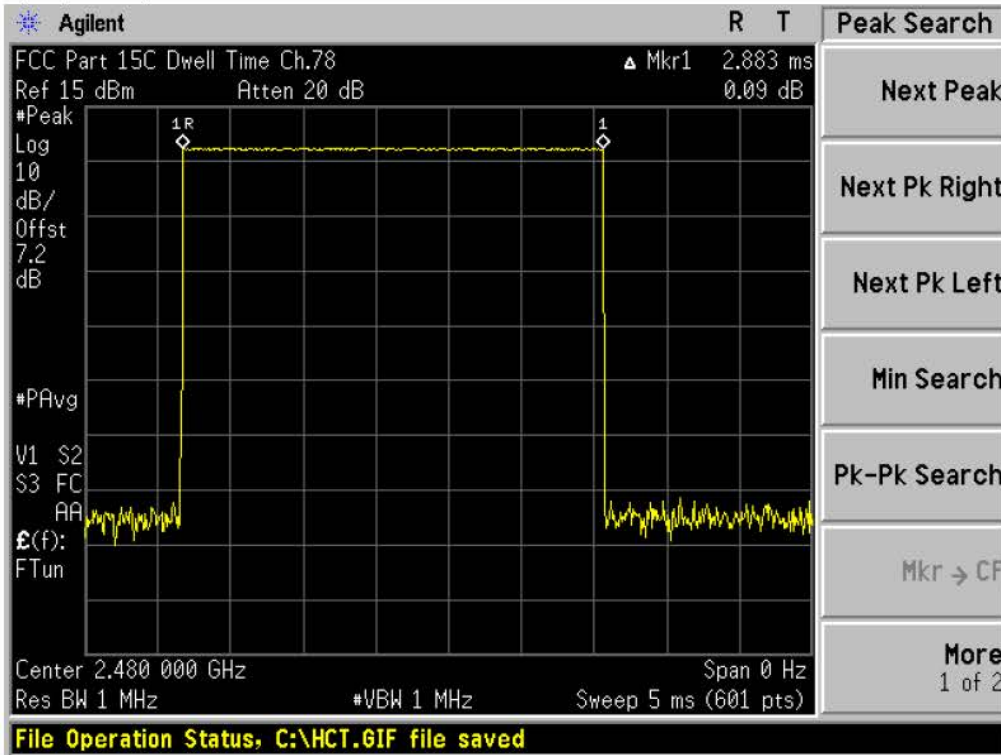 Agilent R T Peak Search
FCC Part 15C Dwell Time Ch.78 Δ Mkr1 2.883 ms
Ref 15 dBm Atten 20 dB 0.09 dB
#Peak
Log
10
dB/
Offst
7.2
dB
1R 1
#PAvg
V1 S2
S3 FC
AA
£(f):
FTun
Center 2.480 000 GHz Span 0 Hz
Res BW 1 MHz #VBW 1 MHz Sweep 5 ms (601 pts)
Next Peak
Next Pk Right
Next Pk Left
Min Search
Pk-Pk Search
Mkr → CF
More
1 of 2
File Operation Status, C:\HCT.GIF file saved